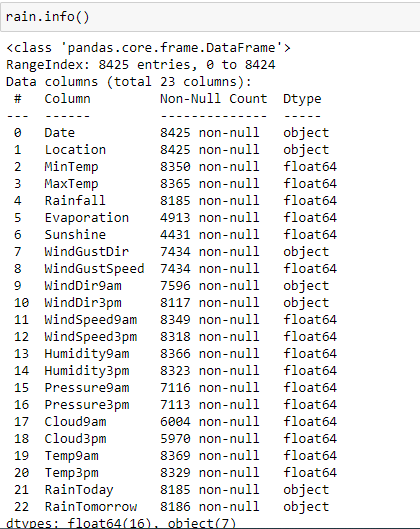 rain.info()
<class 'pandas.core.frame.DataFrame'>
RangeIndex: 8425 entries, 0 to 8424
Data columns (total 23 columns):
 #   Column         Non-Null Count  Dtype
---  ------         --------------  -----
 0   Date           8425 non-null   object
 1   Location       8425 non-null   object
 2   MinTemp        8350 non-null   float64
 3   MaxTemp        8365 non-null   float64
 4   Rainfall       8185 non-null   float64
 5   Evaporation    4913 non-null   float64
 6   Sunshine       4431 non-null   float64
 7   WindGustDir    7434 non-null   object
 8   WindGustSpeed  7434 non-null   float64
 9   WindDir9am     7596 non-null   object
 10  WindDir3pm     8117 non-null   object
 11  WindSpeed9am   8349 non-null   float64
 12  WindSpeed3pm   8318 non-null   float64
 13  Humidity9am    8366 non-null   float64
 14  Humidity3pm    8323 non-null   float64
 15  Pressure9am    7116 non-null   float64
 16  Pressure3pm    7113 non-null   float64
 17  Cloud9am       6004 non-null   float64
 18  Cloud3pm       5970 non-null   float64
 19  Temp9am        8369 non-null   float64
 20  Temp3pm        8329 non-null   float64
 21  RainToday      8185 non-null   object
 22  RainTomorrow   8186 non-null   object
dtypes: float64(16), object(7)